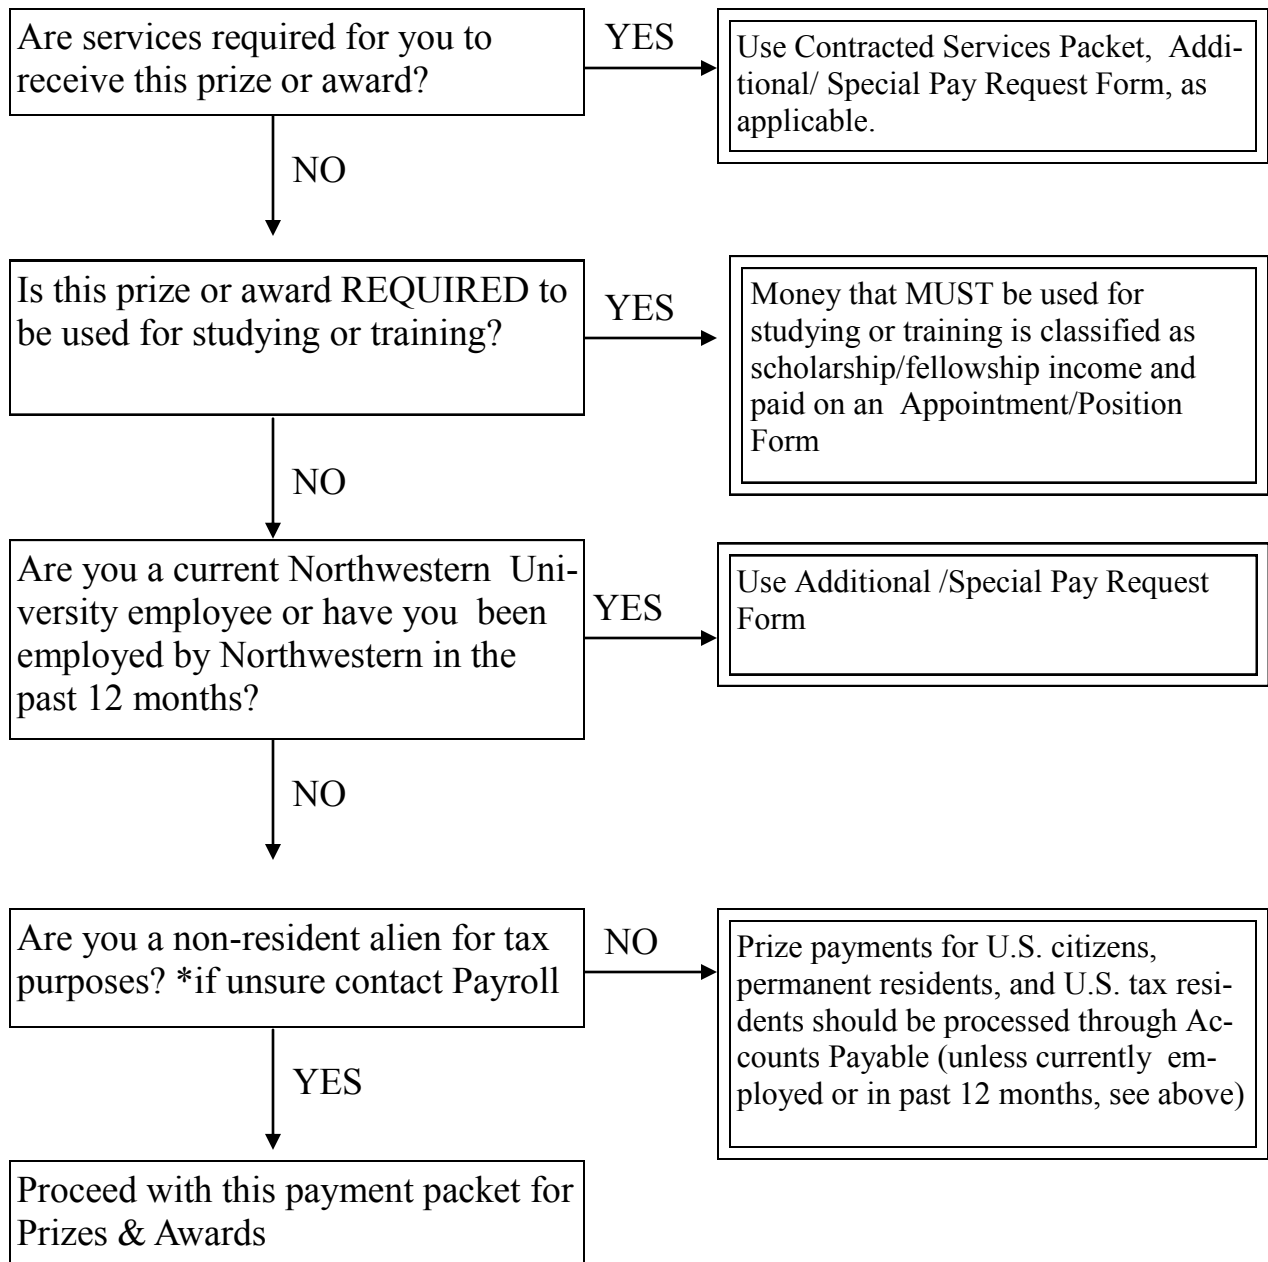 Are services required for you to
receive this prize or award?
YES
Use Contracted Services Packet, Addi-
tional/ Special Pay Request Form, as
applicable.
NO
Is this prize or award REQUIRED to
be used for studying or training?
YES
Money that MUST be used for
studying or training is classified as
scholarship/fellowship income and
paid on an Appointment/Position
Form
NO
Are you a current Northwestern Uni-
versity employee or have you been
employed by Northwestern in the
past 12 months?
YES
Use Additional /Special Pay Request
Form
NO
Are you a non-resident alien for tax
purposes? *if unsure contact Payroll
NO
Prize payments for U.S. citizens,
permanent residents, and U.S. tax resi-
dents should be processed through Ac-
counts Payable (unless currently em-
ployed or in past 12 months, see above)
YES
Proceed with this payment packet for
Prizes & Awards